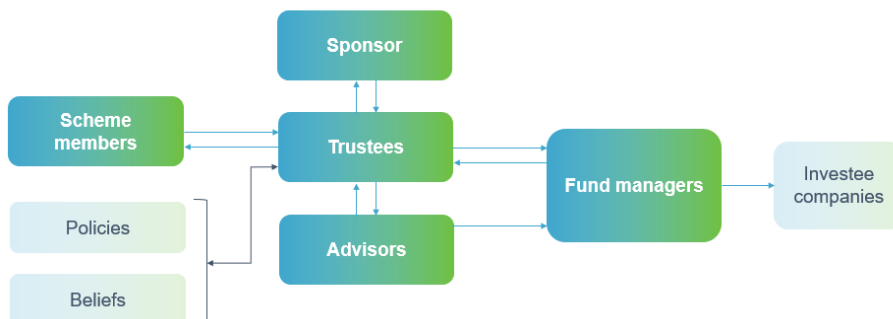 Sponsor
Scheme
members
Trustees
Fund managers
Investee
companies
Policies
Advisors
Beliefs